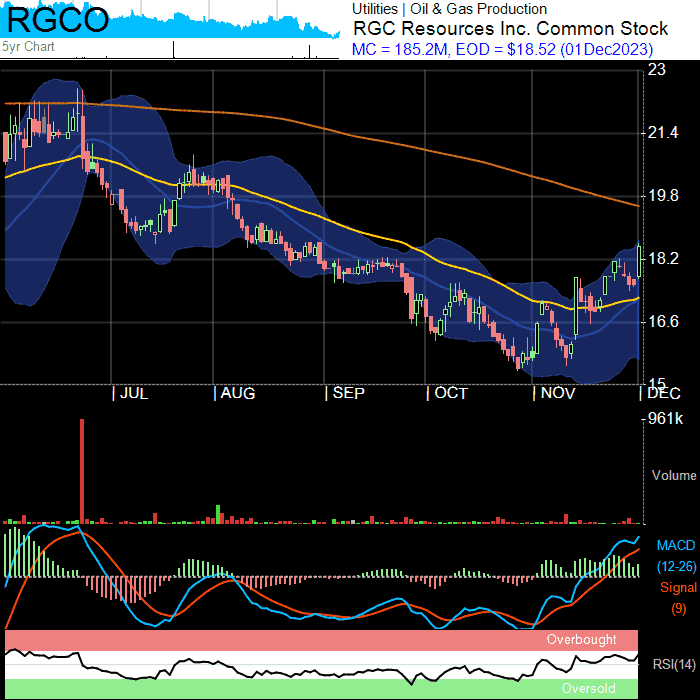 RGCO
5yr Chart
Utilities | Oil & Gas Production
RGC Resources Inc. Common Stock
MC = 185.2M, EOD = $18.52 (01Dec2023)
23
21.4
19.8
18.2
16.6
15
JUL AUG SEP OCT NOV DEC
961k
Volume
MACD
(12-26)
Signal
(9)
Overbought
RSI(14)
Oversold